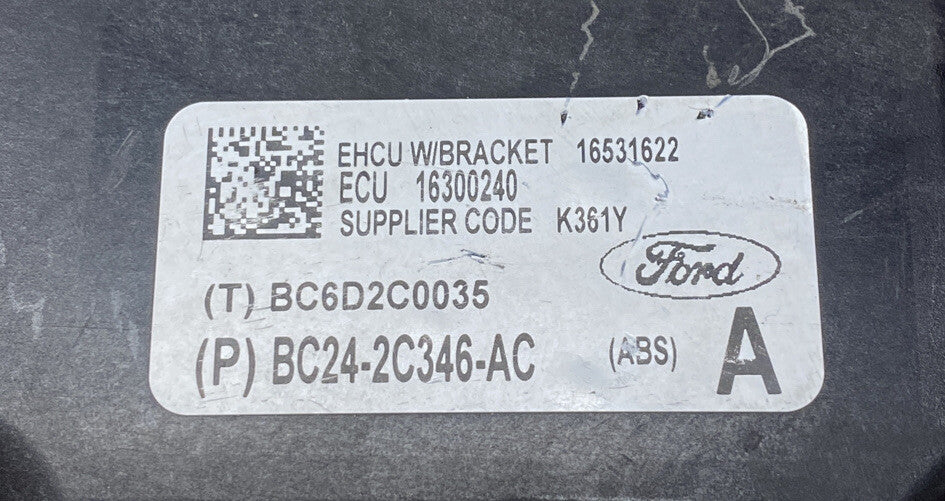 EHCU W/BRACKET 16531622
ECU 16300240
SUPPLIER CODE K361Y
Ford
(T) BC6D2C0035
(P) BC24-2C346-AC (ABS) A